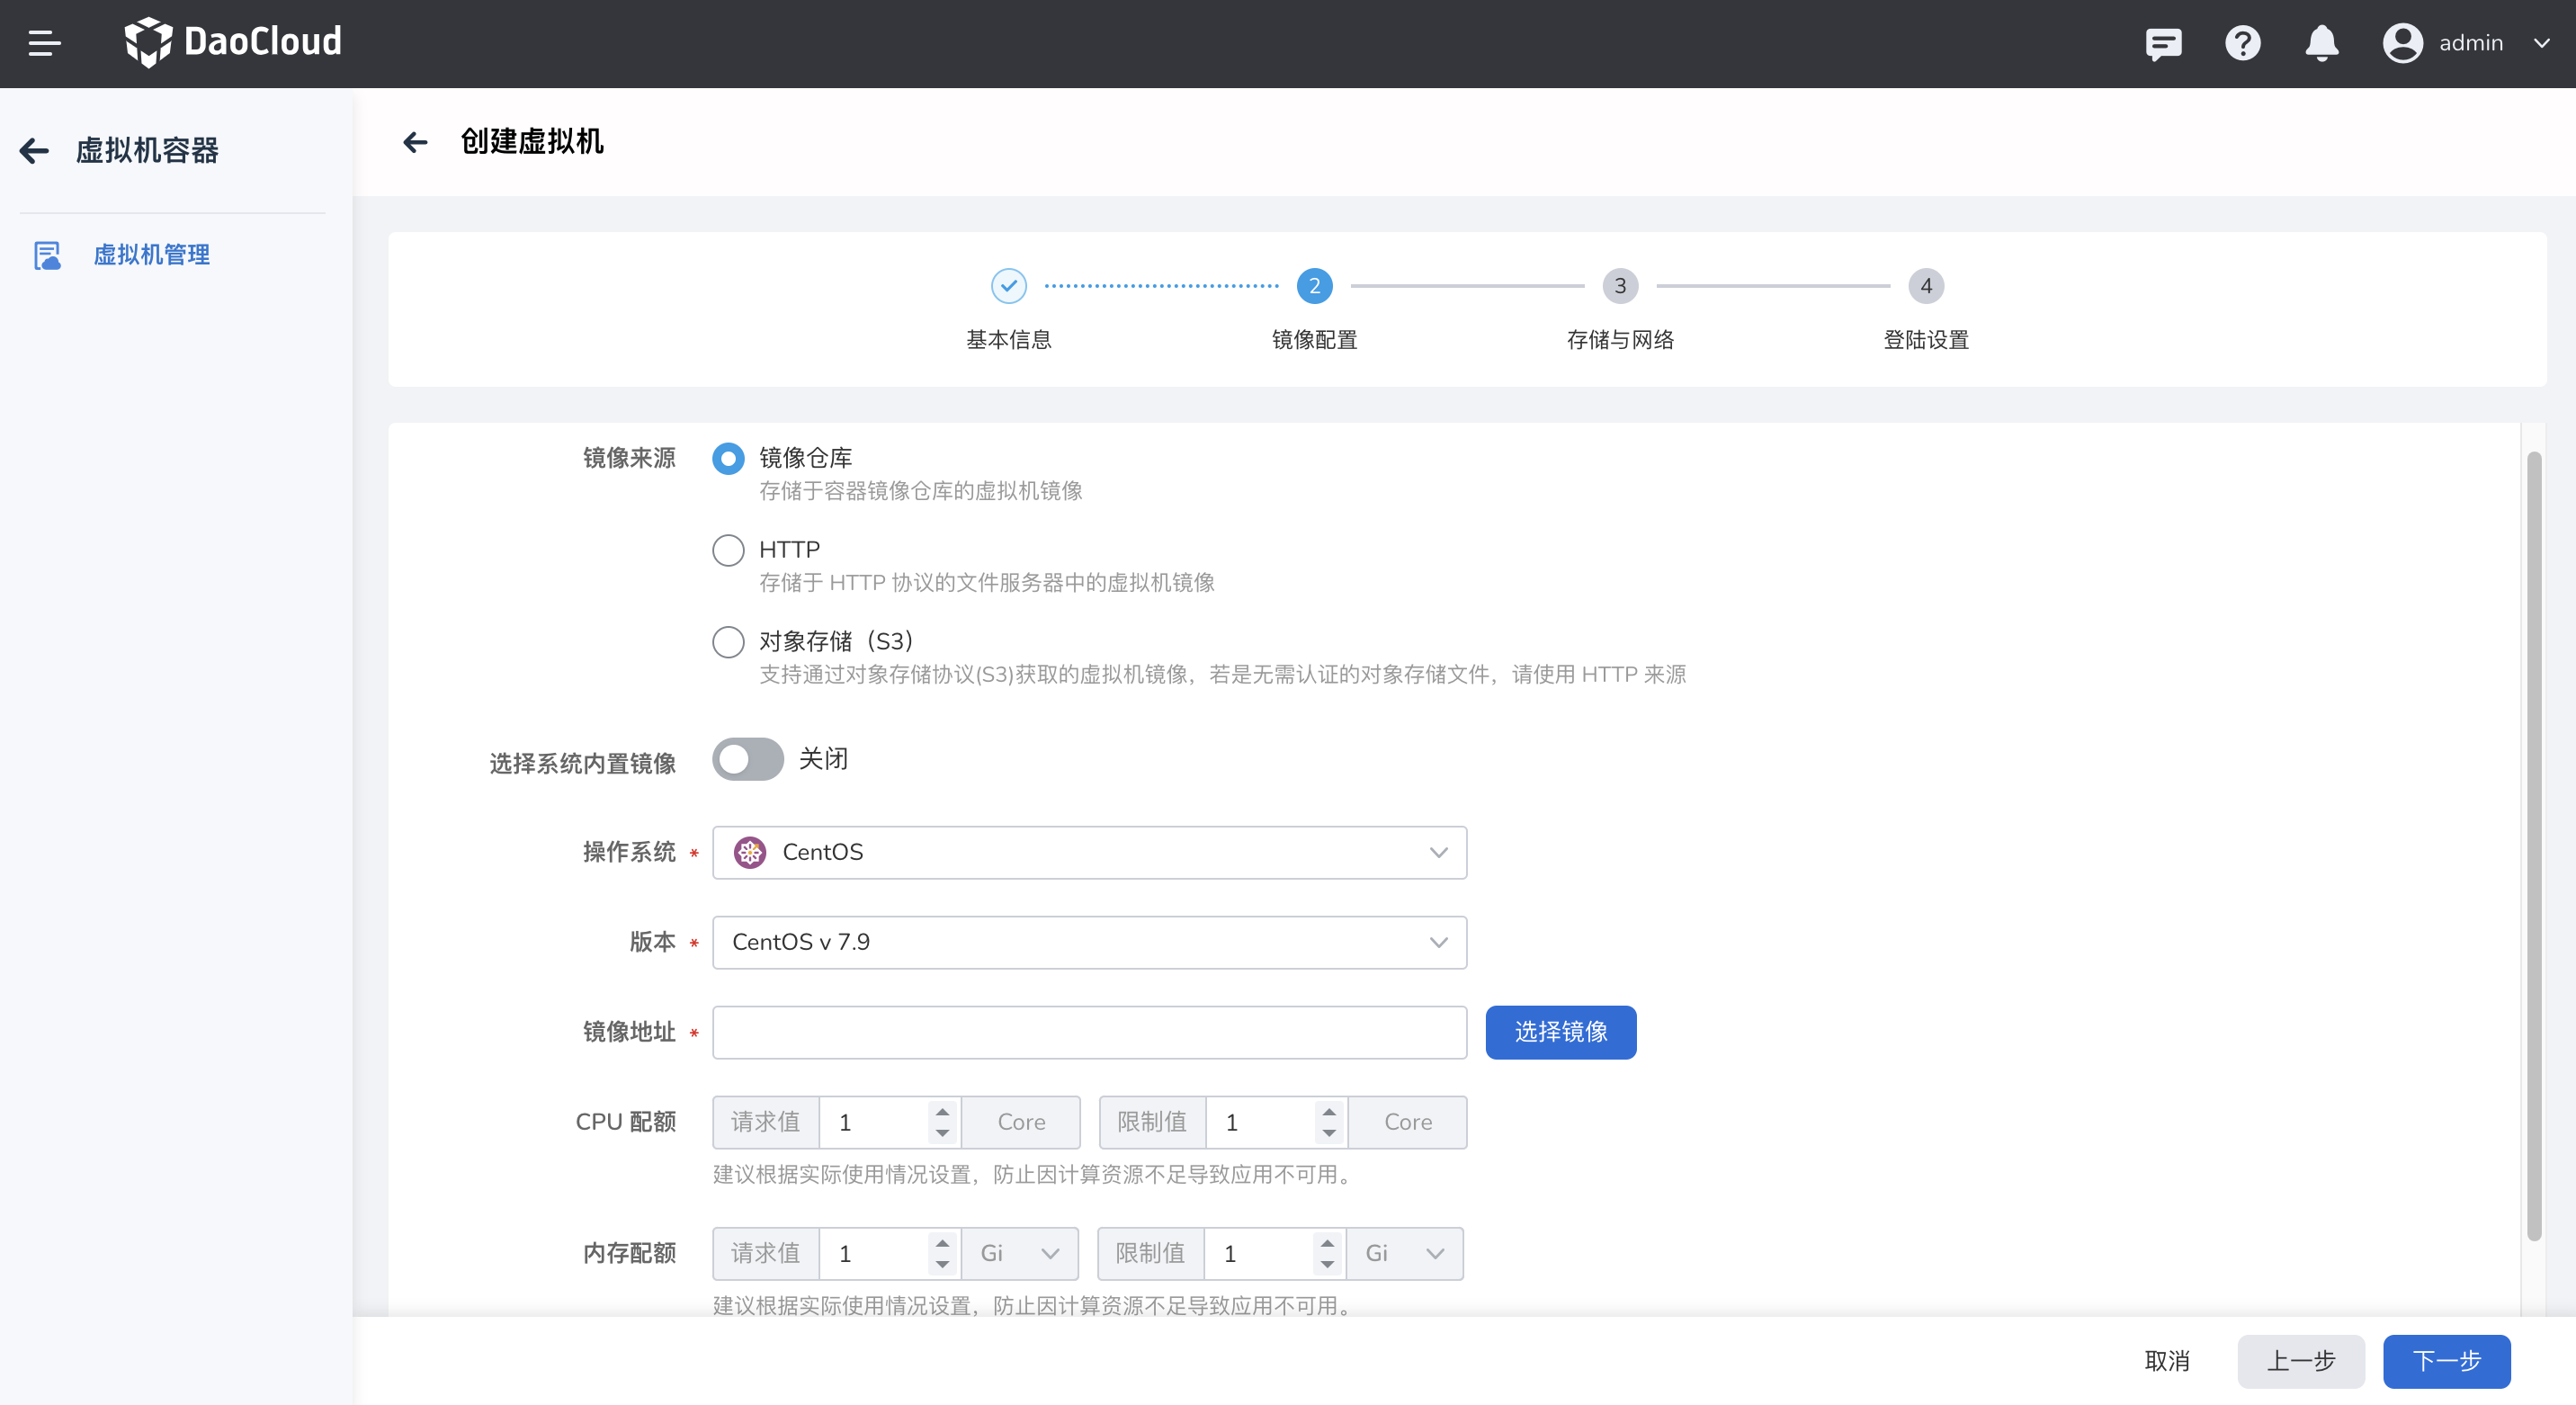 DaoCloud
admin
虚拟机容器
虚拟机管理
创建虚拟机
2
3
4
基本信息
镜像配置
存储与网络
登陆设置
镜像来源
镜像仓库
存储于容器镜像仓库的虚拟机镜像
HTTP
存储于 HTTP 协议的文件服务器中的虚拟机镜像
对象存储（S3）
支持通过对象存储协议(S3)获取的虚拟机镜像，若是无需认证的对象存储文件，请使用 HTTP 来源
选择系统内置镜像 关闭
操作系统 * CentOS
版本 * CentOS v 7.9
镜像地址 * 选择镜像
CPU 配额 请求值 1 Core 限制值 1 Core
建议根据实际使用情况设置，防止因计算资源不足导致应用不可用。
内存配额 请求值 1 Gi 限制值 1 Gi
建议根据实际使用情况设置，防止因计算资源不足导致应用不可用。
取消 上一步 下一步